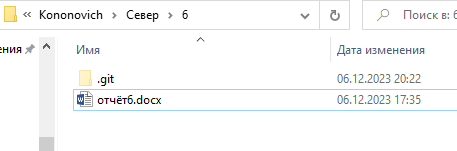 « Kononovich › Север › 6
Поиск в: 6
ения
Имя
Дата изменения
.git 06.12.2023 20:22
отчёт6.docx 06.12.2023 17:35